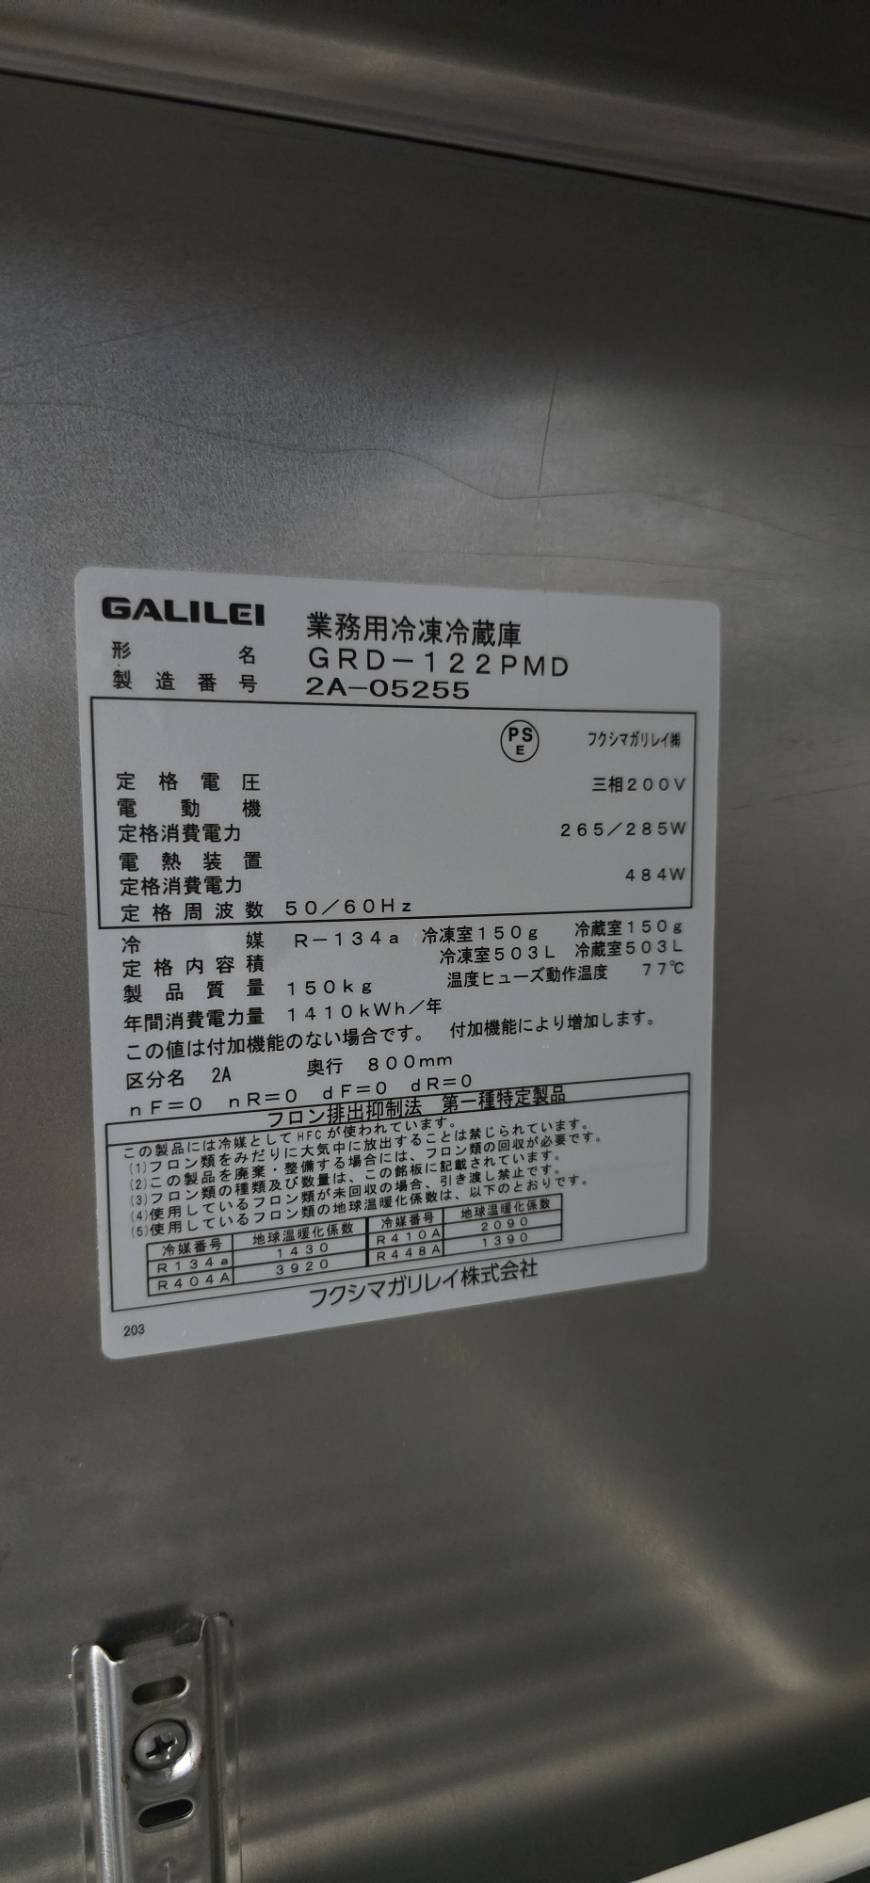 GALILEI 業務用冷凍冷蔵庫
形名 GRD-122PMD
製造番号 2A-05255
PS E フクシマガリレイ㈱
定格電圧 三相200V
電動機
定格消費電力 265/285W
電熱装置
定格消費電力 484W
定格周波数 50/60Hz
冷媒 R-134a 冷凍室150g 冷蔵室150g
定格内容積 冷凍室503L 冷蔵室503L
製品質量 150kg 温度ヒューズ動作温度 77℃
年間消費電力量 1410kWh/年
この値は付加機能のない場合です。 付加機能により増加します。
区分名 2A 奥行 800mm
nF=0 nR=0 dF=0 dR=0
フロン排出抑制法 第一種特定製品
この製品には冷媒としてHFCが使われています。
(1)フロン類をみだりに大気中に放出することは禁じられています。
(2)この製品を廃棄・整備する場合には、フロン類の回収が必要です。
(3)フロン類の種類及び数量は、この銘板に記載されています。
(4)使用しているフロン類が未回収の場合、引き渡し禁止です。
(5)使用しているフロン類の地球温暖化係数は、以下のとおりです。
冷媒番号 地球温暖化係数 冷媒番号 地球温暖化係数
R134a 1430 R410A 2090
R404A 3920 R448A 1390
フクシマガリレイ株式会社
203